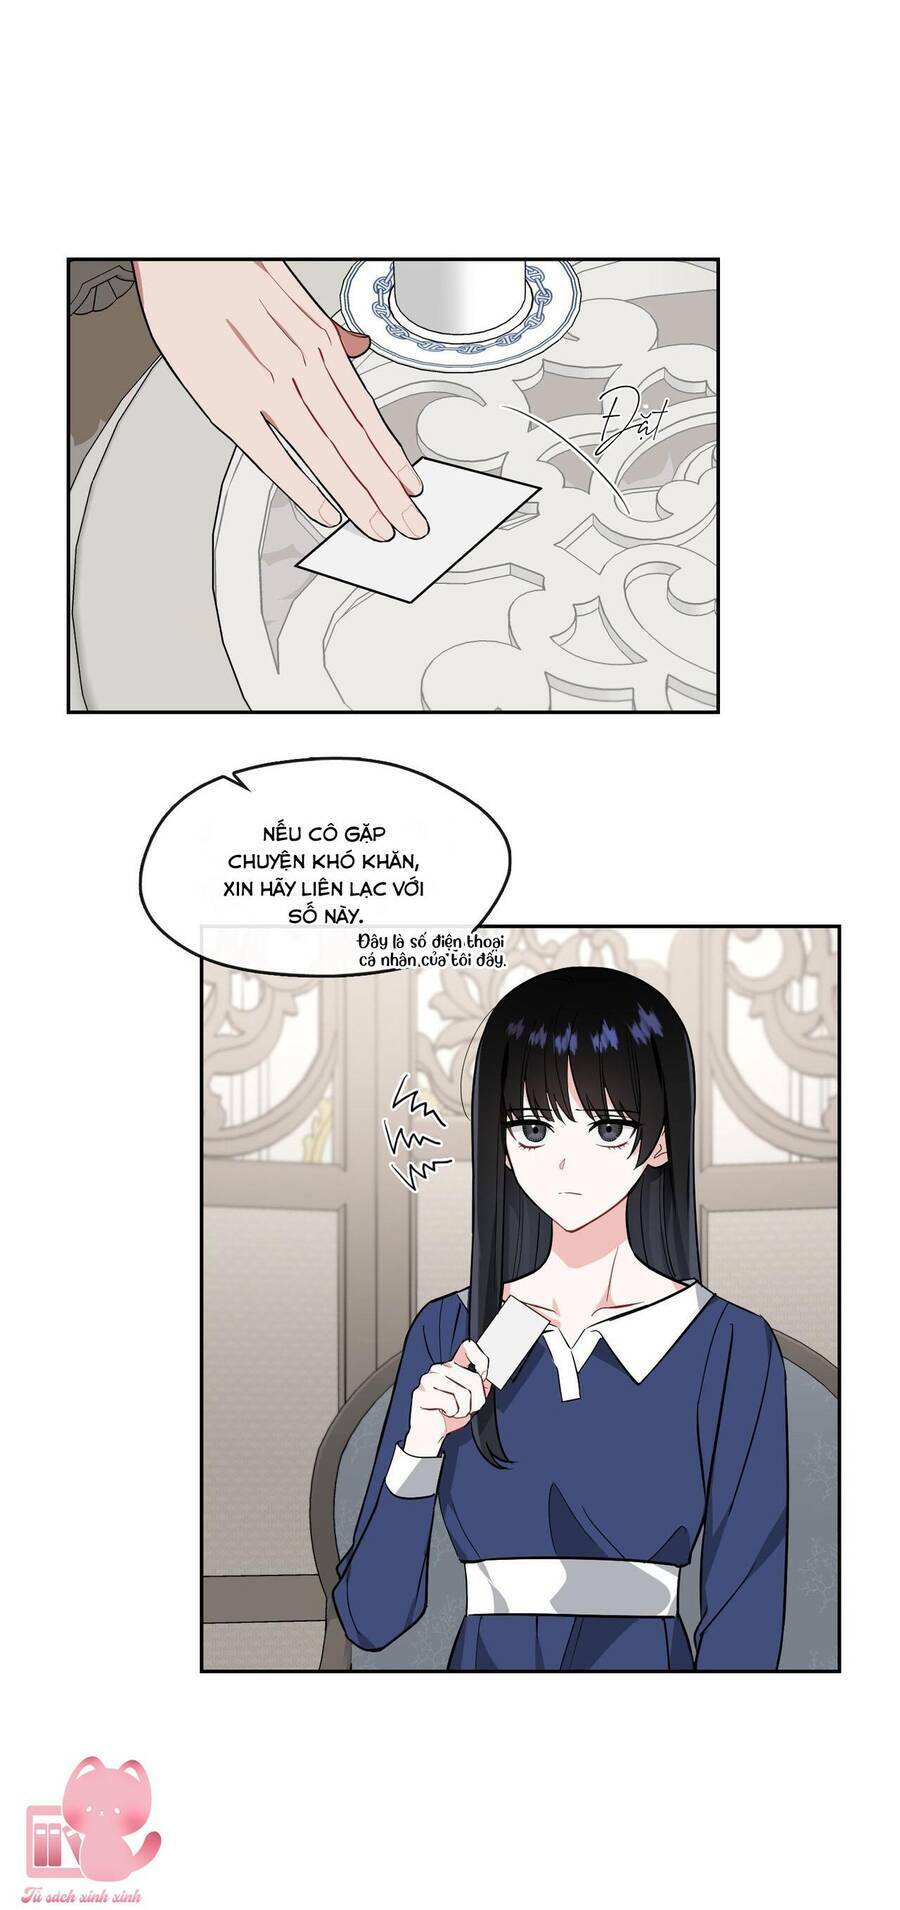 Đặt
NẾU CÔ GẶP
CHUYỆN KHÓ KHĂN,
XIN HÃY LIÊN LẠC VỚI
SỐ NÀY.
Đây là số điện thoại
cá nhân của tôi đấy.
Tủ sách xinh xinh